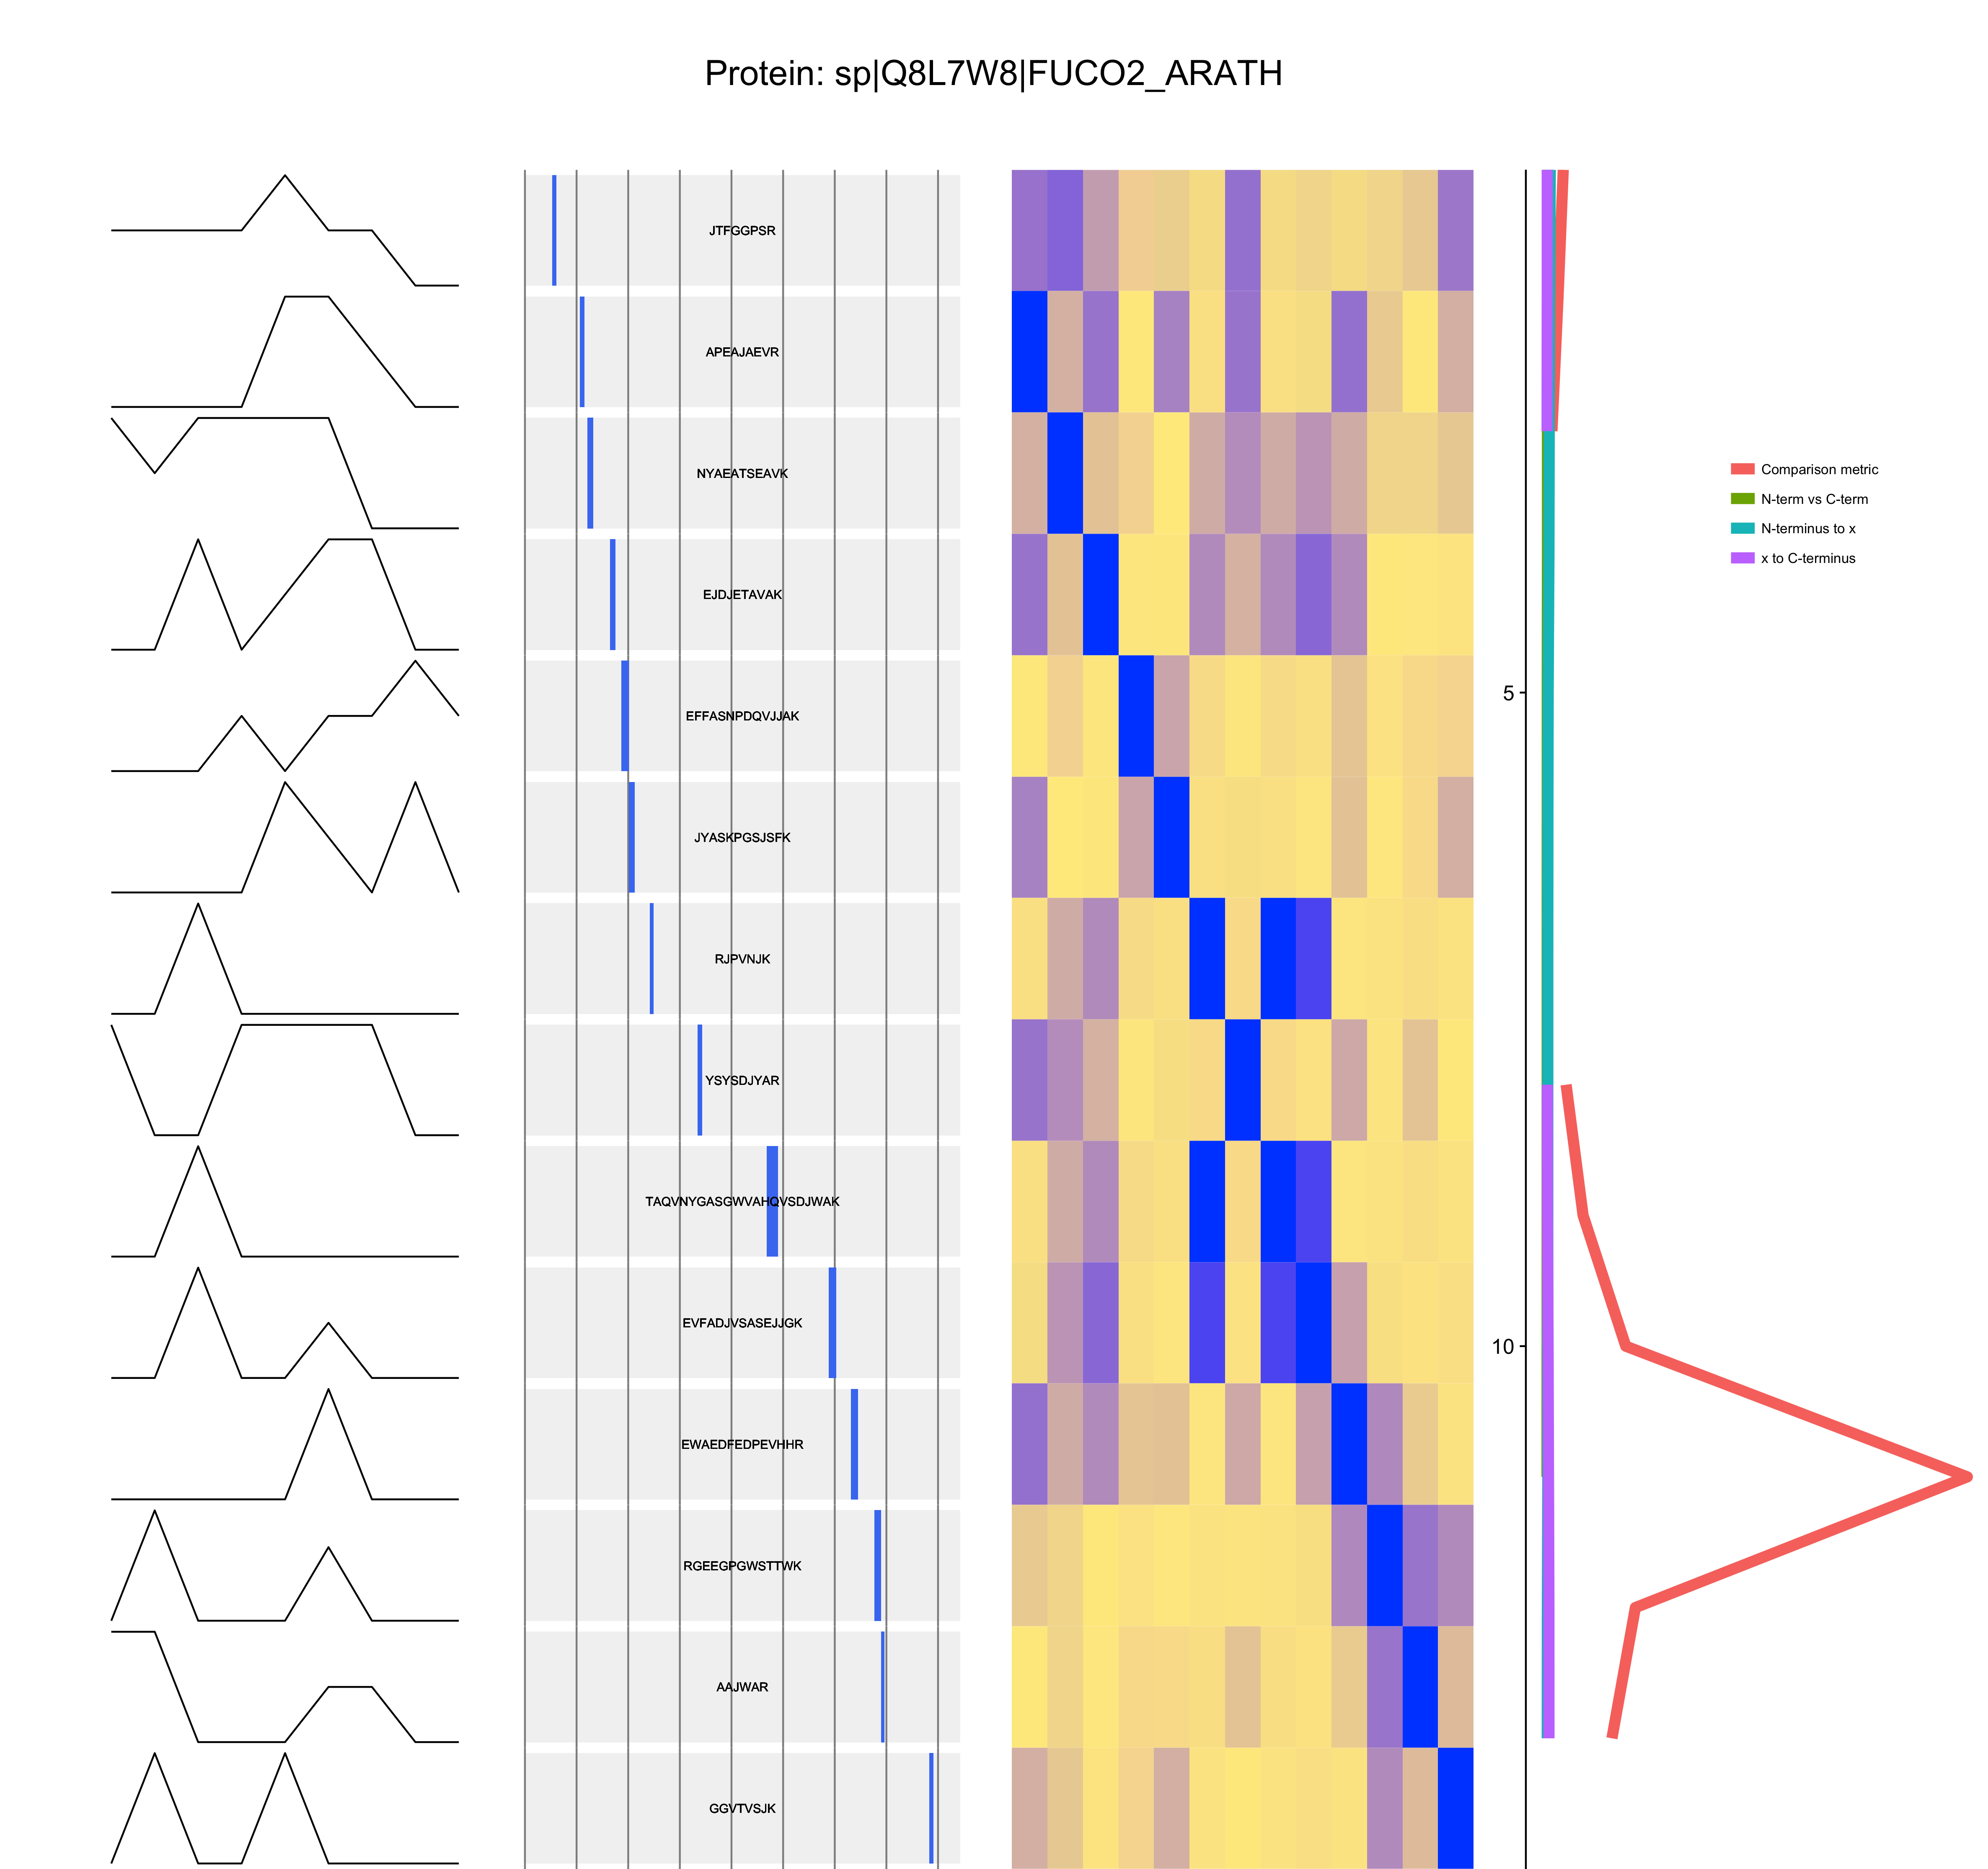 Protein: sp|Q8L7W8|FUCO2_ARATH
JTFGGPSR
APEAJAEVR
NYAEATSEAVK
EJDJETAVAK
EFFASNPDQVJJAK
JYASKPGSJSFK
RJPVNJK
YSYSDJYAR
TAQVNYGASGWVAHQVSDJWAK
EVFADJVSASEJJGK
EWAEDFEDPEVHHR
RGEEGPGWSTTWK
AAJWAR
GGVTVSJK
5
10
Comparison metric
N-term vs C-term
N-terminus to x
x to C-terminus